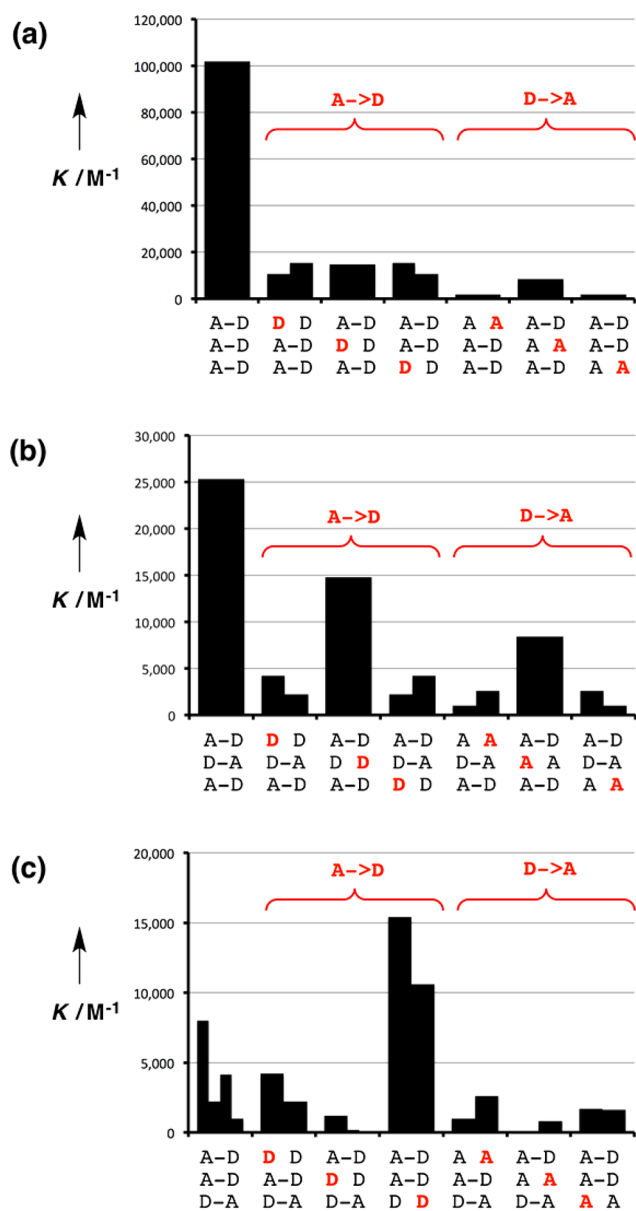 (a)
120,000
100,000
80,000
60,000
40,000
20,000
0
K /M-1
A->D
D->A
A-D D D A-D A-D A A A-D A-D
A-D A-D D D A-D A-D A A A-D
A-D A-D A-D D D A-D A-D A A
(b)
30,000
25,000
20,000
15,000
10,000
5,000
0
K /M-1
A->D
D->A
A-D D D A-D A-D A A A-D A-D
D-A D-A D D D-A D-A A A D-A
A-D A-D A-D D D A-D A-D A A
(c)
20,000
15,000
10,000
5,000
0
K /M-1
A->D
D->A
A-D D D A-D A-D A A A-D A-D
A-D A-D D D A-D A-D A A A-D
D-A D-A D-A D D D-A D-A A A